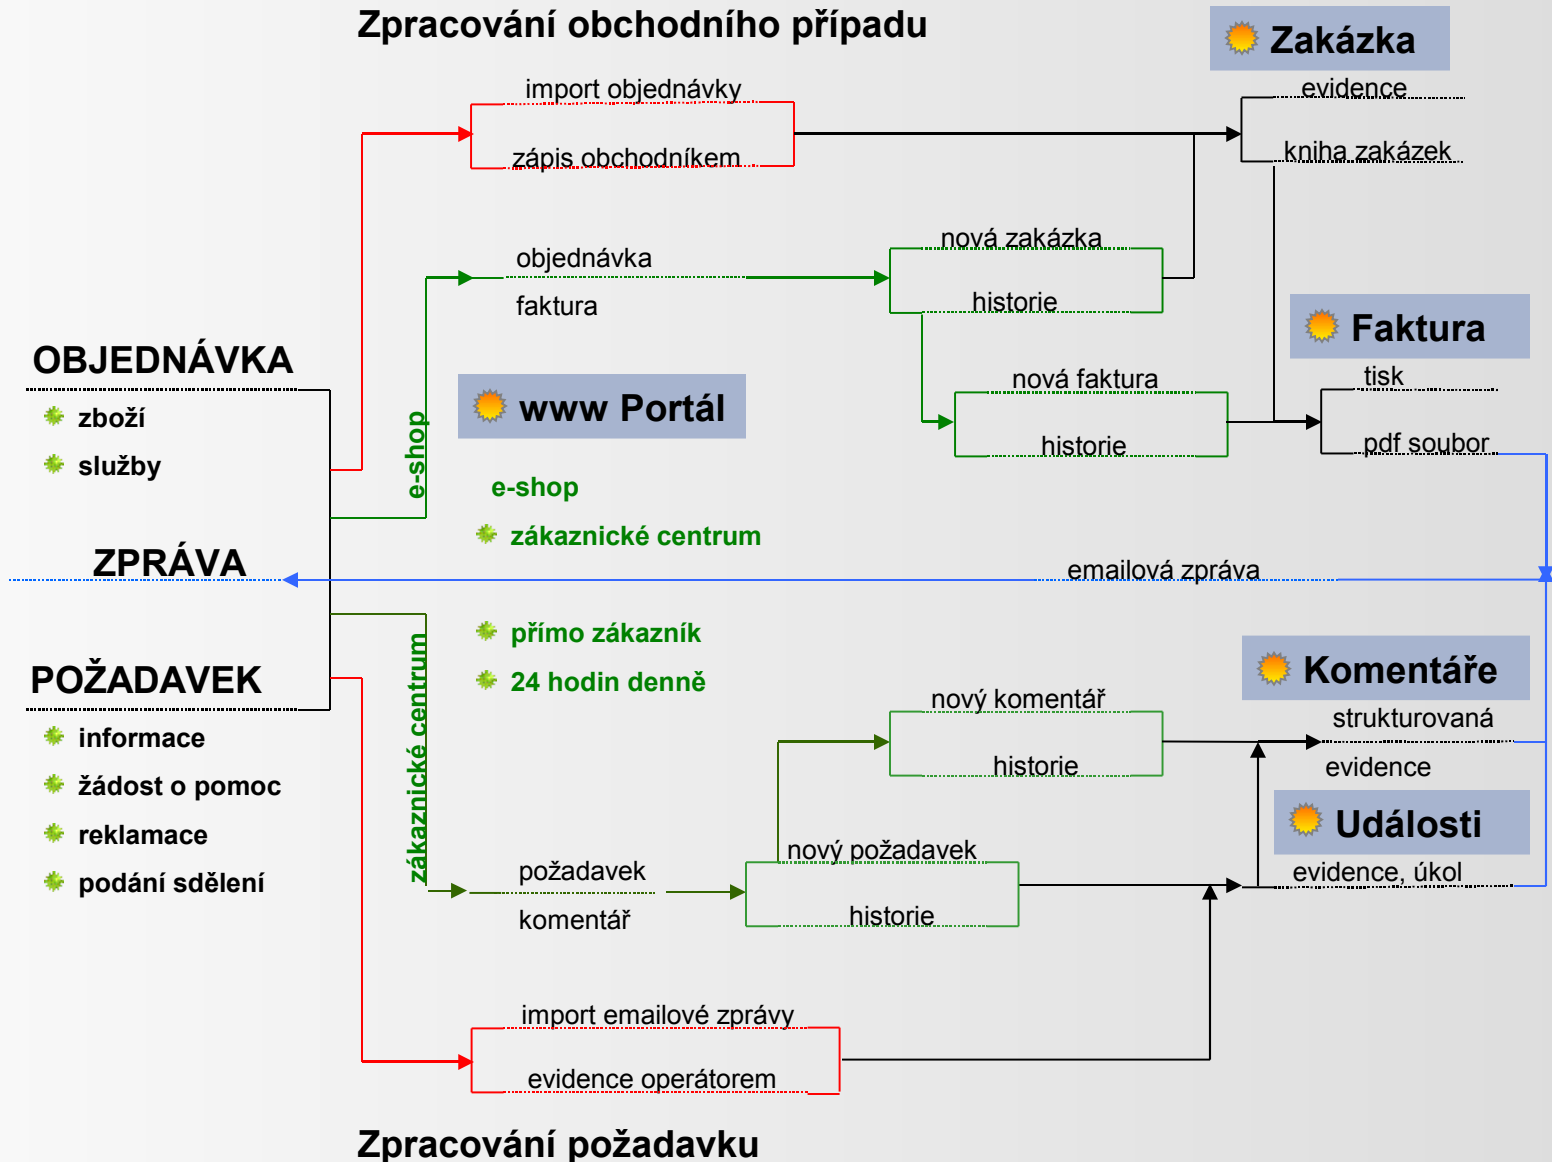 Zpracování obchodního případu
Zakázka
import objednávky
evidence
zápis obchodníkem
kniha zakázek
nová zakázka
objednávka
historie
faktura
Faktura
OBJEDNÁVKA
tisk
nová faktura
www Portál
zboží
e-shop
historie
pdf soubor
služby
e-shop
zákaznické centrum
ZPRÁVA
emailová zpráva
přímo zákazník
zákaznické centrum
Komentáře
POŽADAVEK
24 hodin denně
nový komentář
strukturovaná
informace
historie
evidence
žádost o pomoc
Události
reklamace
nový požadavek
požadavek
evidence, úkol
podání sdělení
komentář
historie
import emailové zprávy
evidence operátorem
Zpracování požadavku